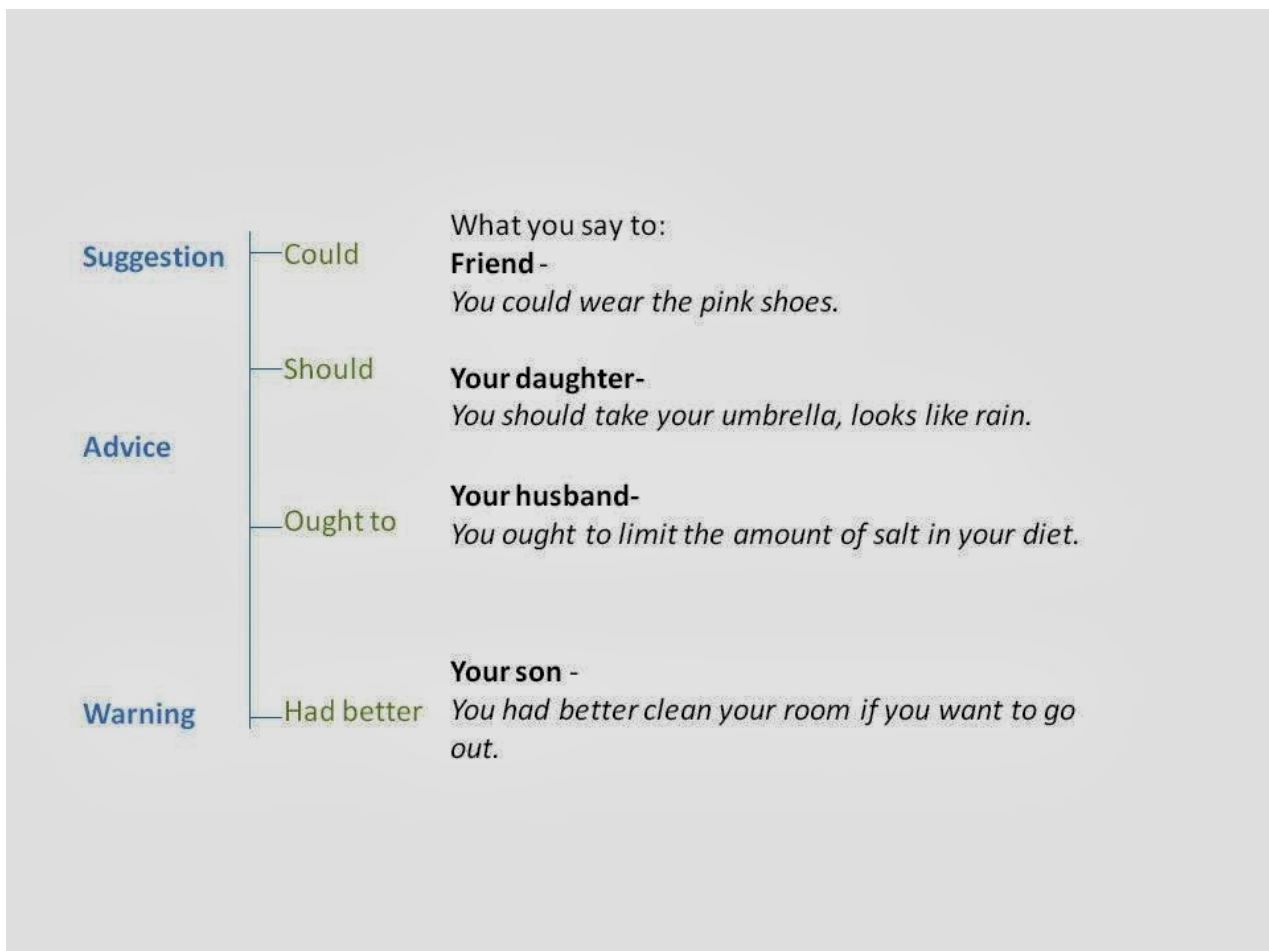 What you say to:
Suggestion Could Friend -
You could wear the pink shoes.
Should Your daughter-
You should take your umbrella, looks like rain.
Advice
Your husband-
Ought to You ought to limit the amount of salt in your diet.
Your son -
Warning Had better You had better clean your room if you want to go
out.